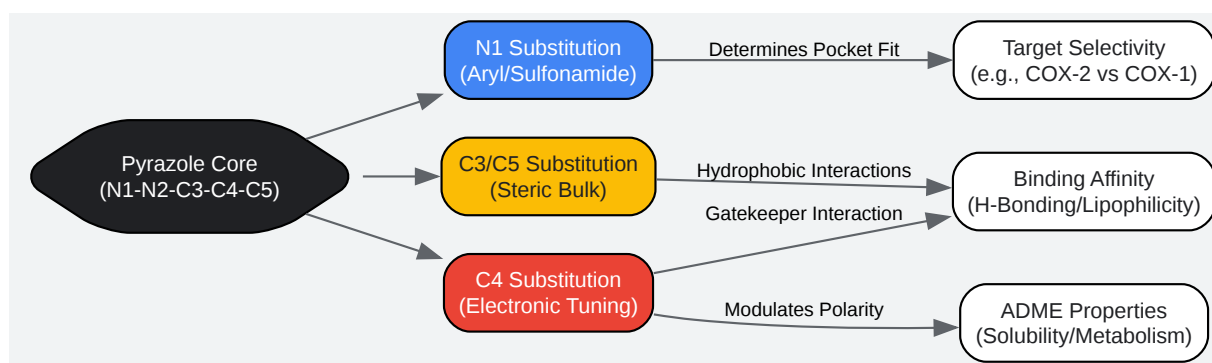 Pyrazole Core
(N1-N2-C3-C4-C5)
N1 Substitution
(Aryl/Sulfonamide)
Determines Pocket Fit
Target Selectivity
(e.g., COX-2 vs COX-1)
C3/C5 Substitution
(Steric Bulk)
Hydrophobic Interactions
Binding Affinity
(H-Bonding/Lipophilicity)
Gatekeeper Interaction
C4 Substitution
(Electronic Tuning)
Modulates Polarity
ADME Properties
(Solubility/Metabolism)